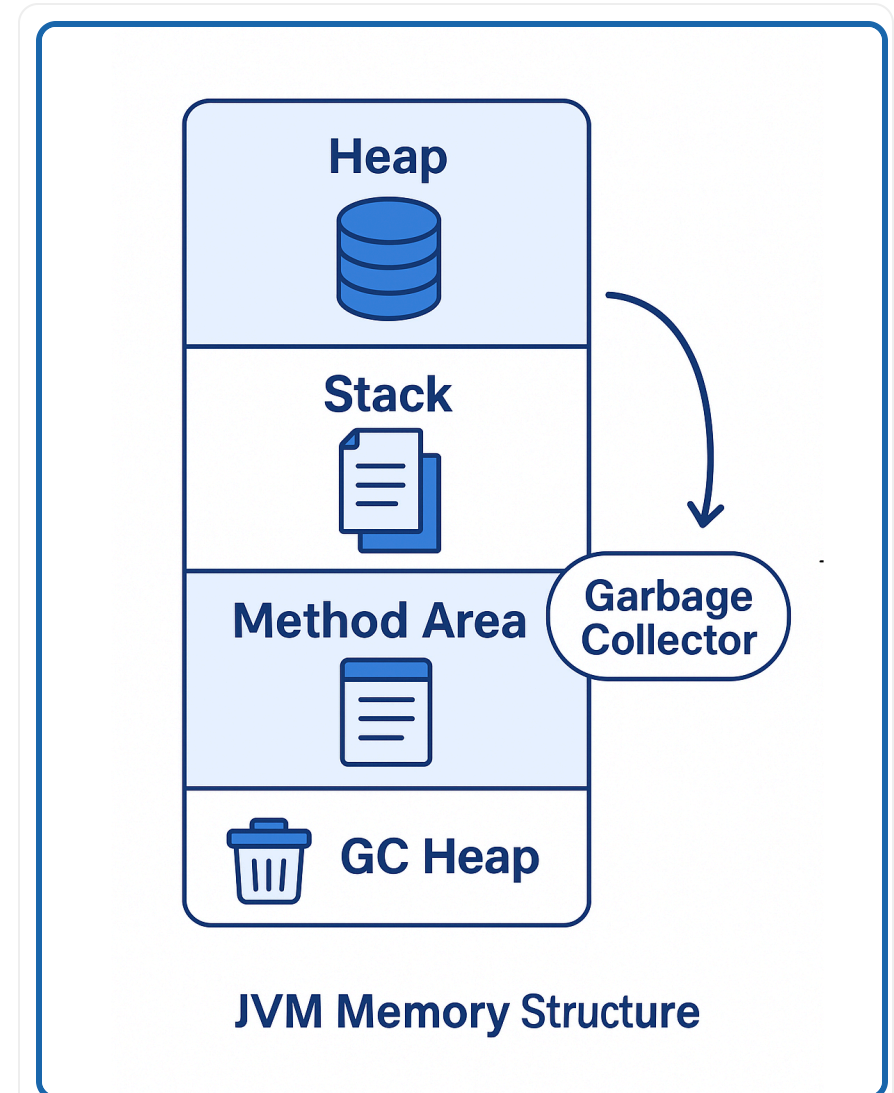 Heap
Stack
Method Area
Garbage
Collector
GC Heap
JVM Memory Structure